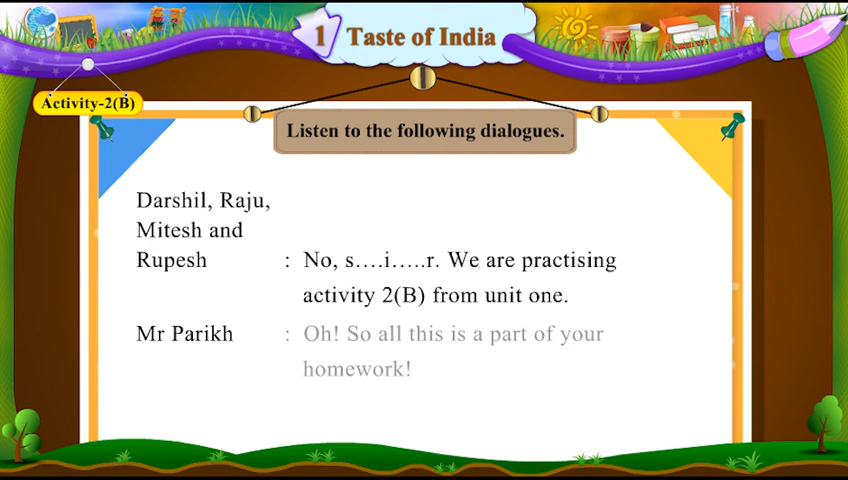 1 Taste of India
Activity-2(B)
Listen to the following dialogues.
Darshil, Raju,
Mitesh and
Rupesh : No, s....i.....r. We are practising
activity 2(B) from unit one.
Mr Parikh : Oh! So all this is a part of your
homework!